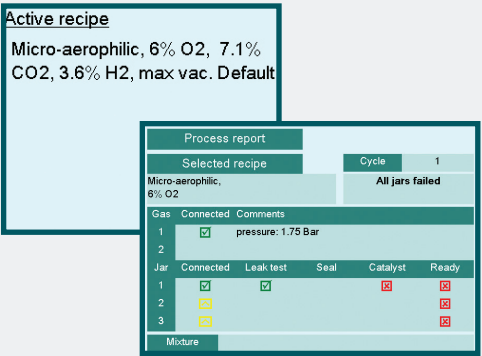 Active recipe
Micro-aerophilic, 6% O2, 7.1%
CO2, 3.6% H2, max vac. Default
Process report
Selected recipe Cycle 1
Micro-aerophilic,
6% O2
All jars failed
Gas Connected Comments
1 pressure: 1.75 Bar
2
Jar Connected Leak test Seal Catalyst Ready
1
2
3
Mixture